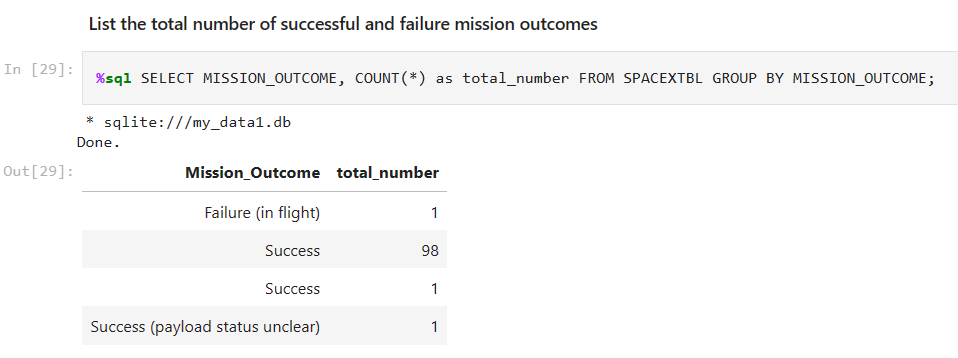 List the total number of successful and failure mission outcomes
In [29]: %sql SELECT MISSION_OUTCOME, COUNT(*) as total_number FROM SPACEXTBL GROUP BY MISSION_OUTCOME;
* sqlite:///my_data1.db
Done.
Out[29]: Mission_Outcome total_number
Failure (in flight) 1
Success 98
Success 1
Success (payload status unclear) 1